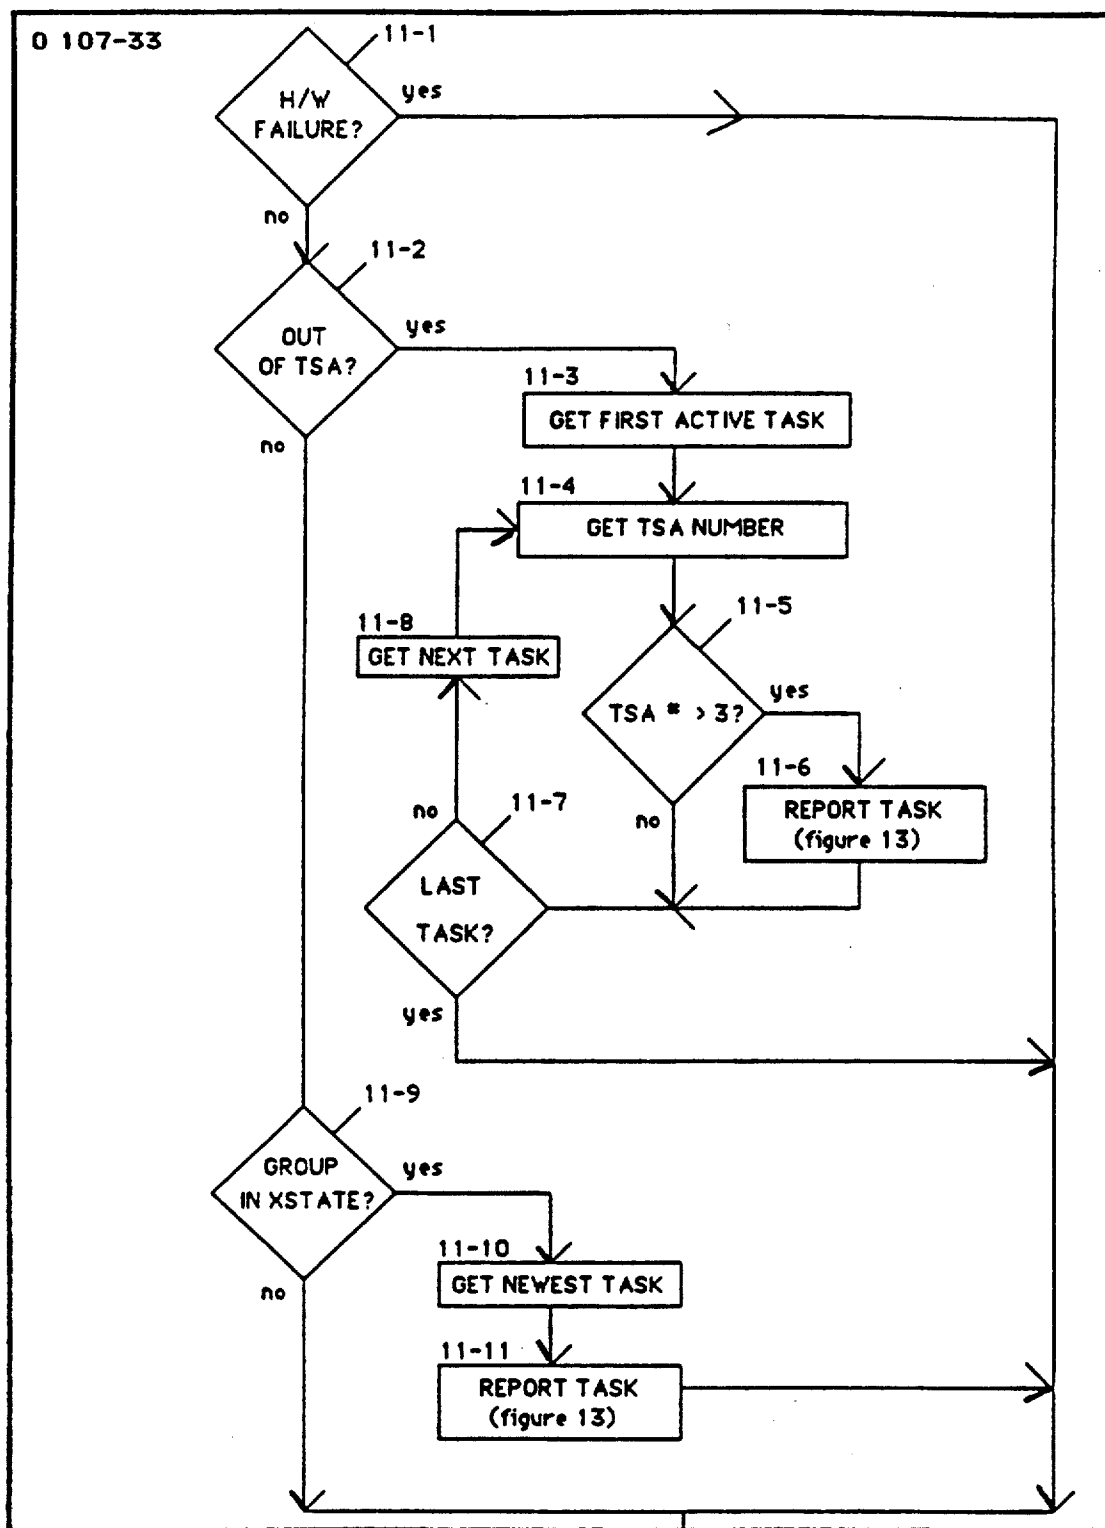 0 107-33
11-1
H/W
FAILURE?
yes
no
11-2
OUT
OF TSA?
yes
no
11-3
GET FIRST ACTIVE TASK
11-4
GET TSA NUMBER
11-5
TSA # > 3?
yes
no
11-6
REPORT TASK
(figure 13)
11-8
GET NEXT TASK
no
11-7
LAST
TASK?
yes
11-9
GROUP
IN XSTATE?
yes
no
11-10
GET NEWEST TASK
11-11
REPORT TASK
(figure 13)